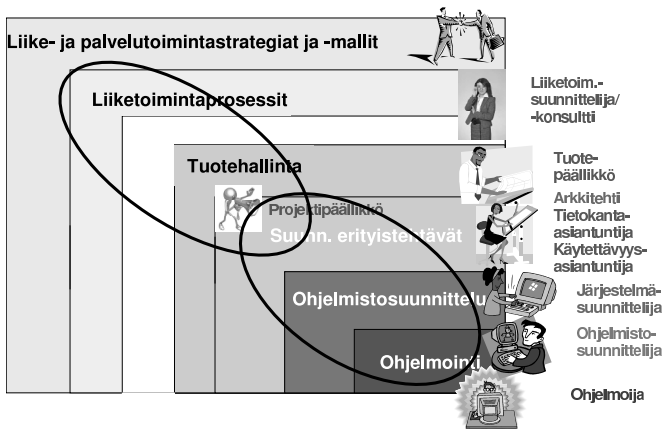 Liike- ja palvelutoimintastrategiat ja -mallit
Liiketoimintaprosessit
Liiketoim.-
suunnittelija/
-konsultti
Tuotehallinta
Tuote-
päällikkö
Projektipäällikkö
Suunn. erityistehtävät
Arkkitehti
Tietokanta-
asiantuntija
Käytettävyys-
asiantuntija
Ohjelmistosuunnittelu
Järjestelmä-
suunnittelija
Ohjelmisto-
suunnittelija
Ohjelmointi
Ohjelmoija